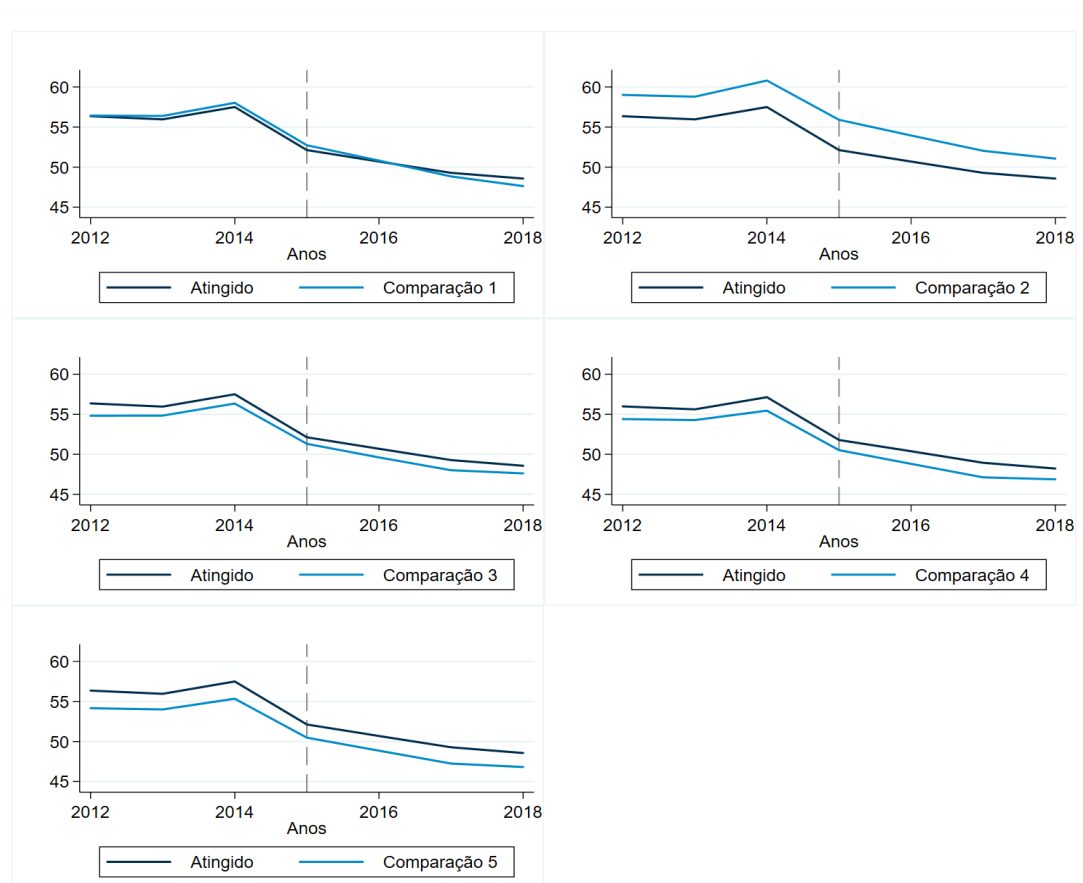 60
55
50
45
2012 2014 2016 2018
Anos
Atingido Comparação 1
60
55
50
45
2012 2014 2016 2018
Anos
Atingido Comparação 2
60
55
50
45
2012 2014 2016 2018
Anos
Atingido Comparação 3
60
55
50
45
2012 2014 2016 2018
Anos
Atingido Comparação 4
60
55
50
45
2012 2014 2016 2018
Anos
Atingido Comparação 5